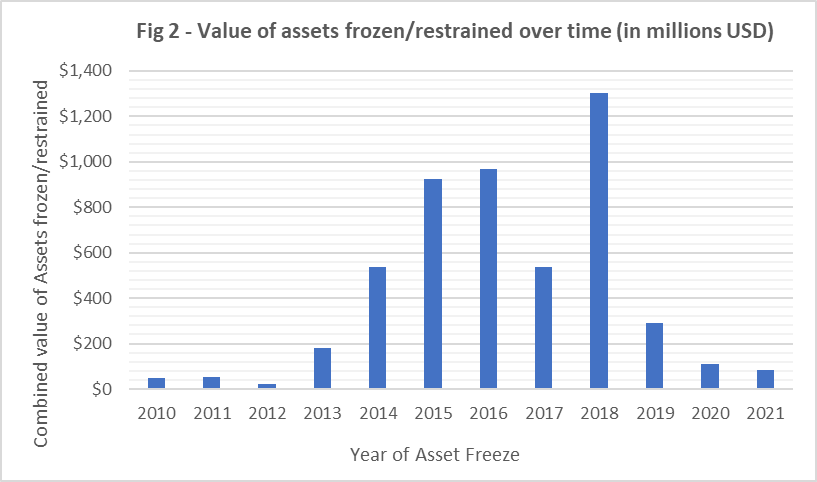 Fig 2 - Value of assets frozen/restrained over time (in millions USD)
Combined value of Assets frozen/restrained
$1,400
$1,200
$1,000
$800
$600
$400
$200
$0
2010 2011 2012 2013 2014 2015 2016 2017 2018 2019 2020 2021
Year of Asset Freeze